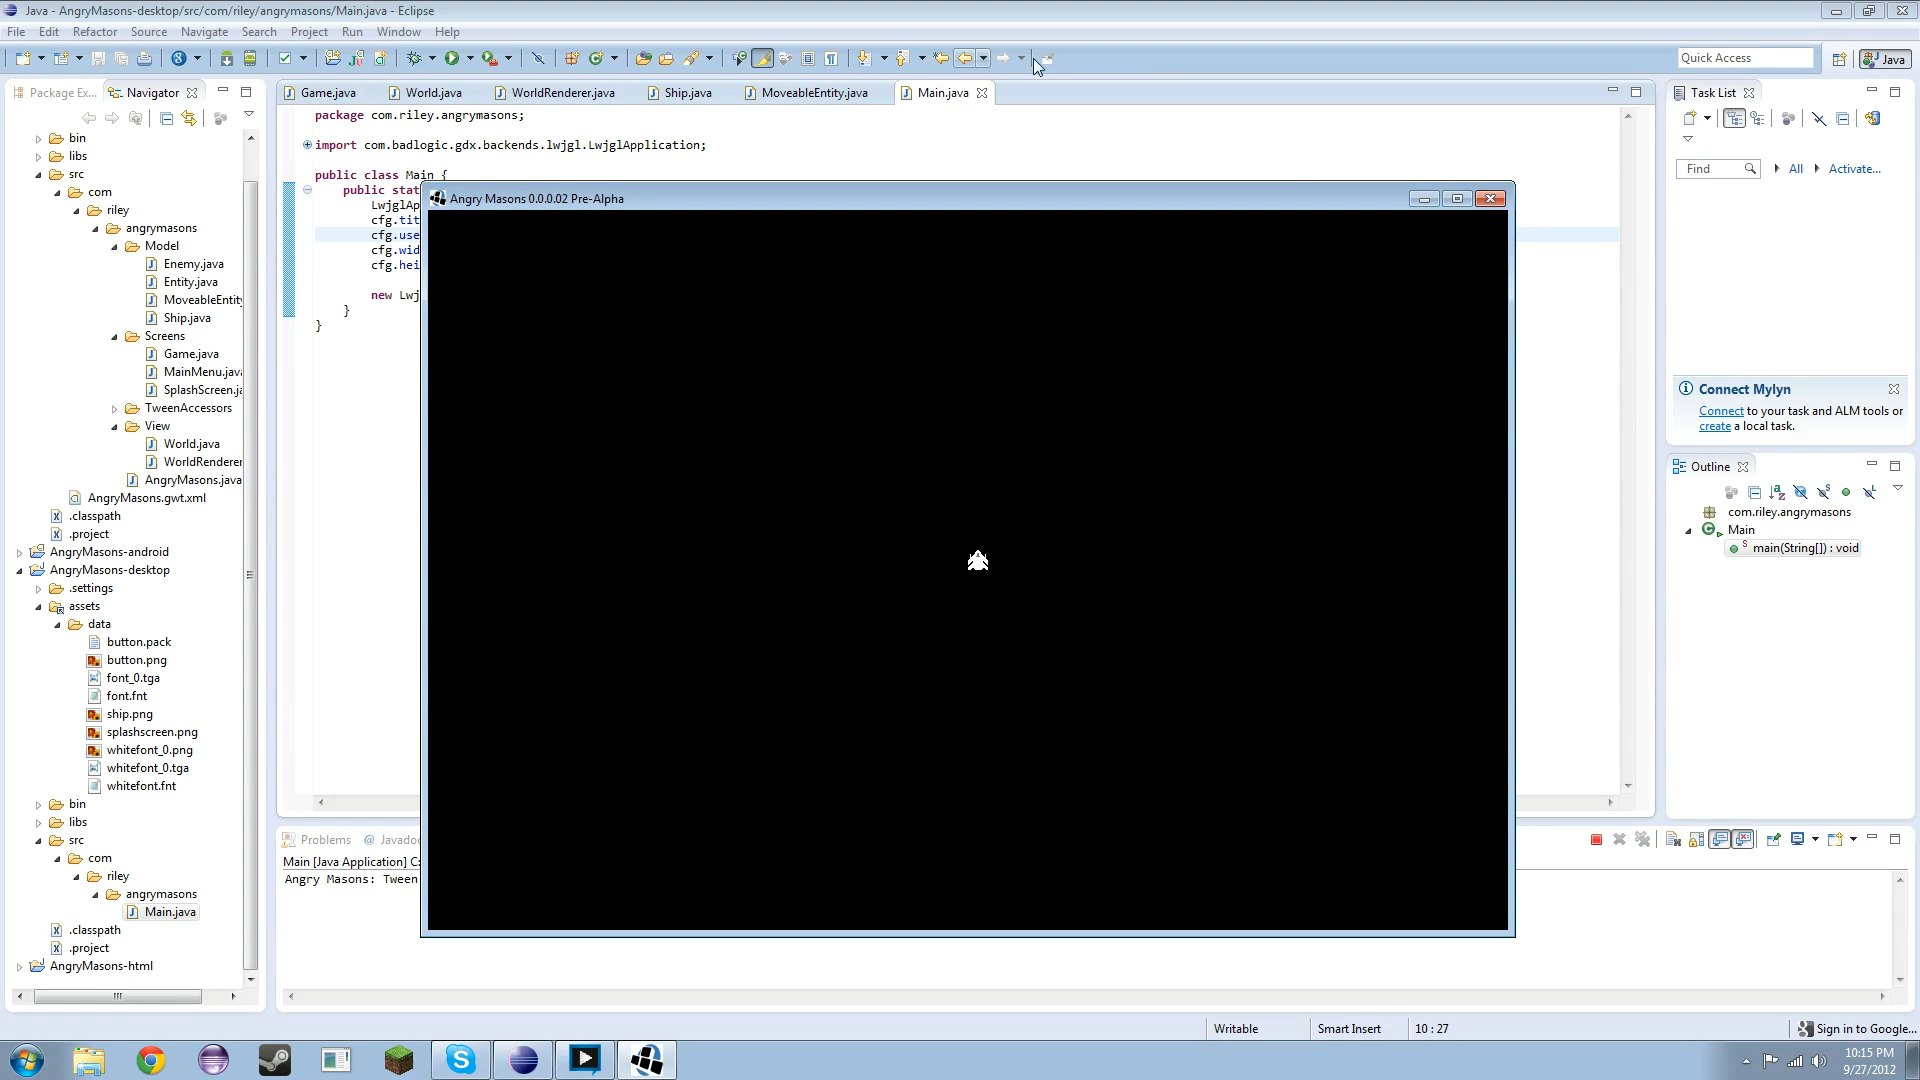 Java - AngryMasons-desktop/src/com/riley/angrymasons/Main.java - Eclipse
File Edit Refactor Source Navigate Search Project Run Window Help
Quick Access
Java
Package Ex...
Navigator
Game.java
World.java
WorldRenderer.java
Ship.java
MoveableEntity.java
Main.java
bin
libs
src
com
riley
angrymasons
Model
Enemy.java
Entity.java
MoveableEntity
Ship.java
Screens
Game.java
MainMenu.java
SplashScreen.ja
TweenAccessors
View
World.java
WorldRenderer
AngryMasons.java
AngryMasons.gwt.xml
.classpath
.project
AngryMasons-android
AngryMasons-desktop
.settings
assets
data
button.pack
button.png
font_0.tga
font.fnt
ship.png
splashscreen.png
whitefont_0.png
whitefont_0.tga
whitefont.fnt
bin
libs
src
com
riley
angrymasons
Main.java
.classpath
.project
AngryMasons-html
package com.riley.angrymasons;
import com.badlogic.gdx.backends.lwjgl.LwjglApplication;
public class Main {
public stat
LwjglAp
cfg.tit
cfg.use
cfg.wid
cfg.hei
new Lwj
}
}
Angry Masons 0.0.0.02 Pre-Alpha
Problems
@ Javadoc
Main [Java Application] C:
Angry Masons: Tween
Task List
Find
All
Activate...
Connect Mylyn
Connect to your task and ALM tools or
create a local task.
Outline
com.riley.angrymasons
Main
main(String[]) : void
Writable
Smart Insert
10 : 27
Sign in to Google...
10:15 PM
9/27/2012